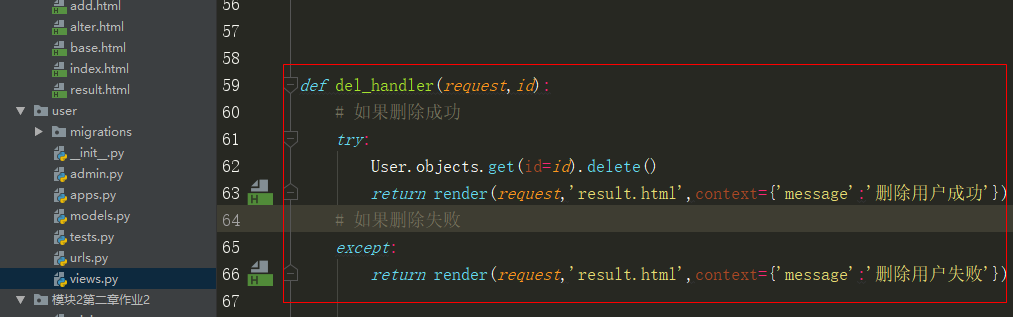 add.html
alter.html
base.html
index.html
result.html
user
migrations
__init__.py
admin.py
apps.py
models.py
tests.py
urls.py
views.py
模块2第二章作业2
56
57
58
59 def del_handler(request,id):
60 # 如果删除成功
61 try:
62 User.objects.get(id=id).delete()
63 return render(request,'result.html',context={'message':'删除用户成功'})
64 # 如果删除失败
65 except:
66 return render(request,'result.html',context={'message':'删除用户失败'})
67